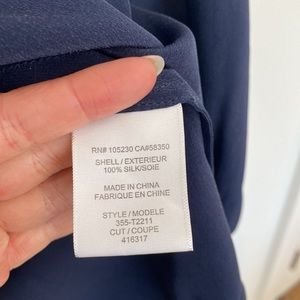 RN# 105230 CA#58350
SHELL / EXTERIEUR
100% SILK/SOIE
MADE IN CHINA
FABRIQUE EN CHINE
STYLE / MODELE
355-T2211
CUT / COUPE
416317